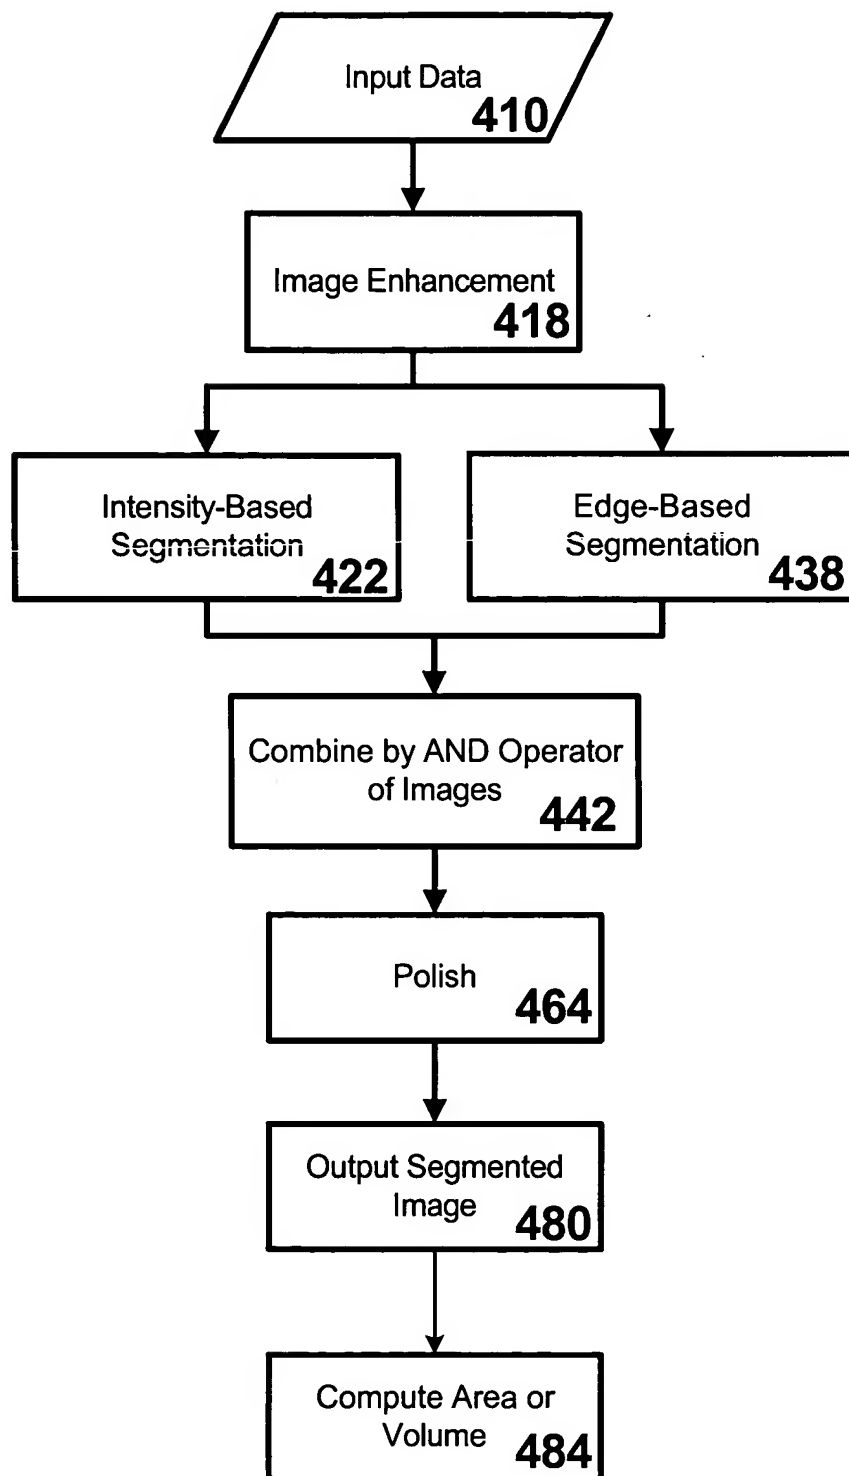 Input Data
410
Image Enhancement
418
Intensity-Based
Segmentation
422
Edge-Based
Segmentation
438
Combine by AND Operator
of Images
442
Polish
464
Output Segmented
Image
480
Compute Area or
Volume
484